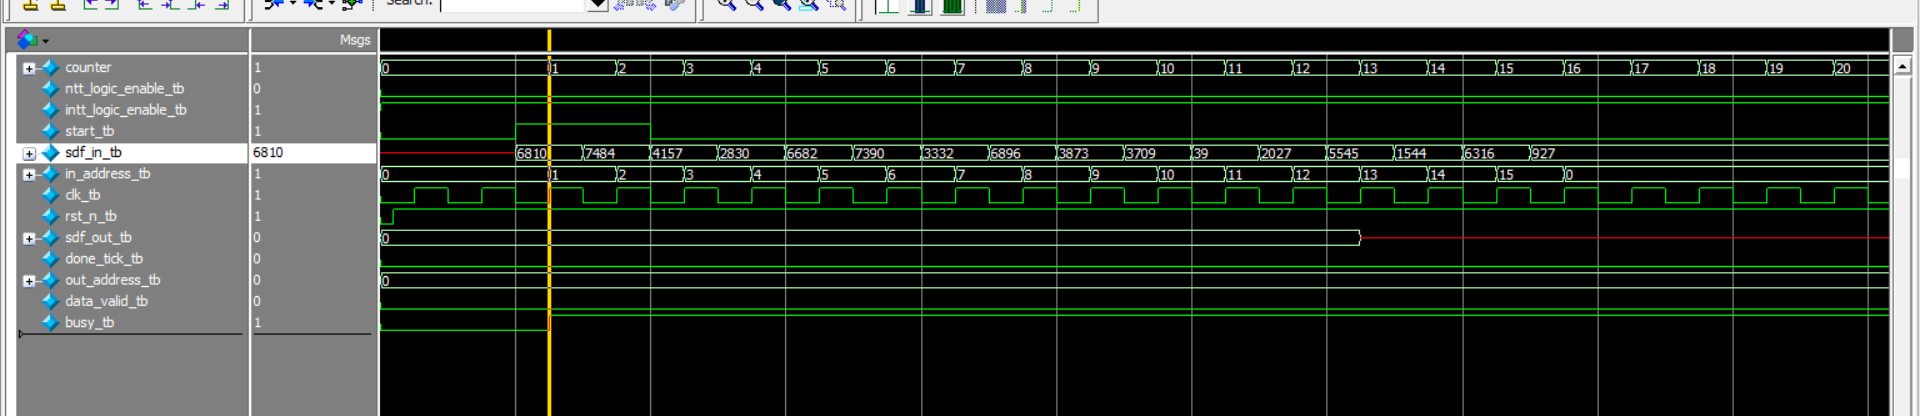 Search:
Msgs
counter 1 0 1 2 3 4 5 6 7 8 9 10 11 12 13 14 15 16 17 18 19 20
ntt_logic_enable_tb 0
intt_logic_enable_tb 1
start_tb 1
sdf_in_tb 6810 6810 7484 4157 2830 6682 7390 3332 6896 3873 3709 39 2027 5545 1544 6316 927
in_address_tb 1 0 1 2 3 4 5 6 7 8 9 10 11 12 13 14 15 0
clk_tb 1
rst_n_tb 1
sdf_out_tb 0 0
done_tick_tb 0
out_address_tb 0 0
data_valid_tb 0
busy_tb 1